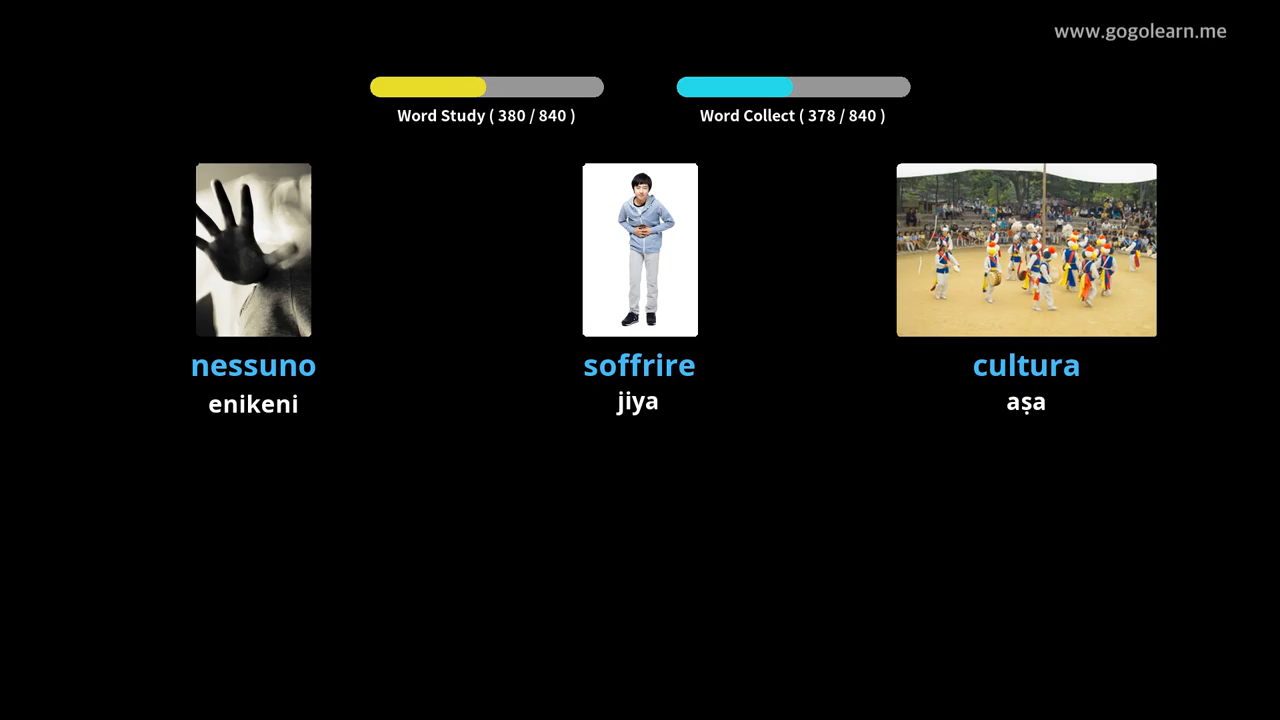 www.gogolearn.me
Word Study ( 380 / 840 )
Word Collect ( 378 / 840 )
nessuno
enikeni
soffrire
jiya
cultura
aṣa